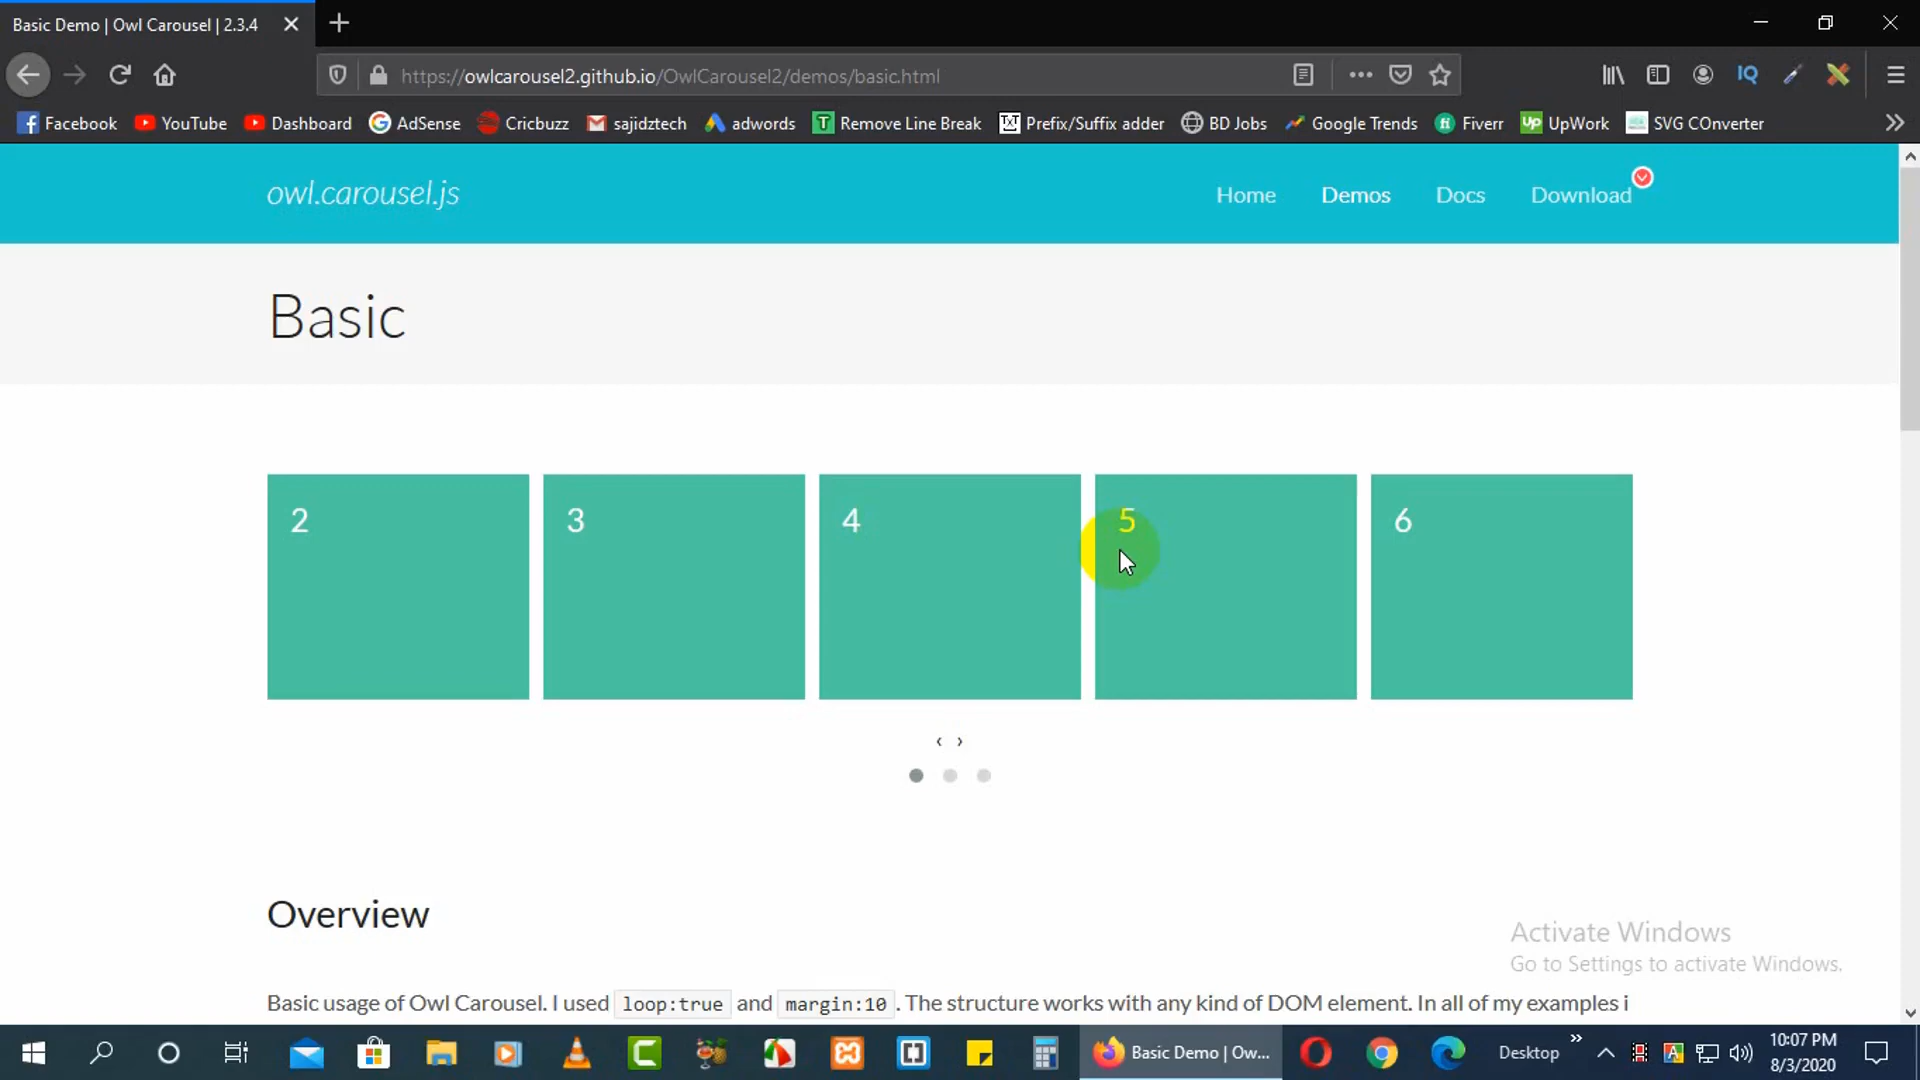 Basic Demo | Owl Carousel | 2.3.4
https://owlcarousel2.github.io/OwlCarousel2/demos/basic.html
IQ
Facebook YouTube Dashboard AdSense Cricbuzz sajidztech adwords Remove Line Break Prefix/Suffix adder BD Jobs Google Trends Fiverr UpWork SVG COnverter
owl.carousel.js Home Demos Docs Download
Basic
2 3 4 5 6
‹ ›
Overview
Activate Windows
Go to Settings to activate Windows.
Basic usage of Owl Carousel. I used loop:true and margin:10 . The structure works with any kind of DOM element. In all of my examples i
Basic Demo | Ow... Desktop 10:07 PM
8/3/2020